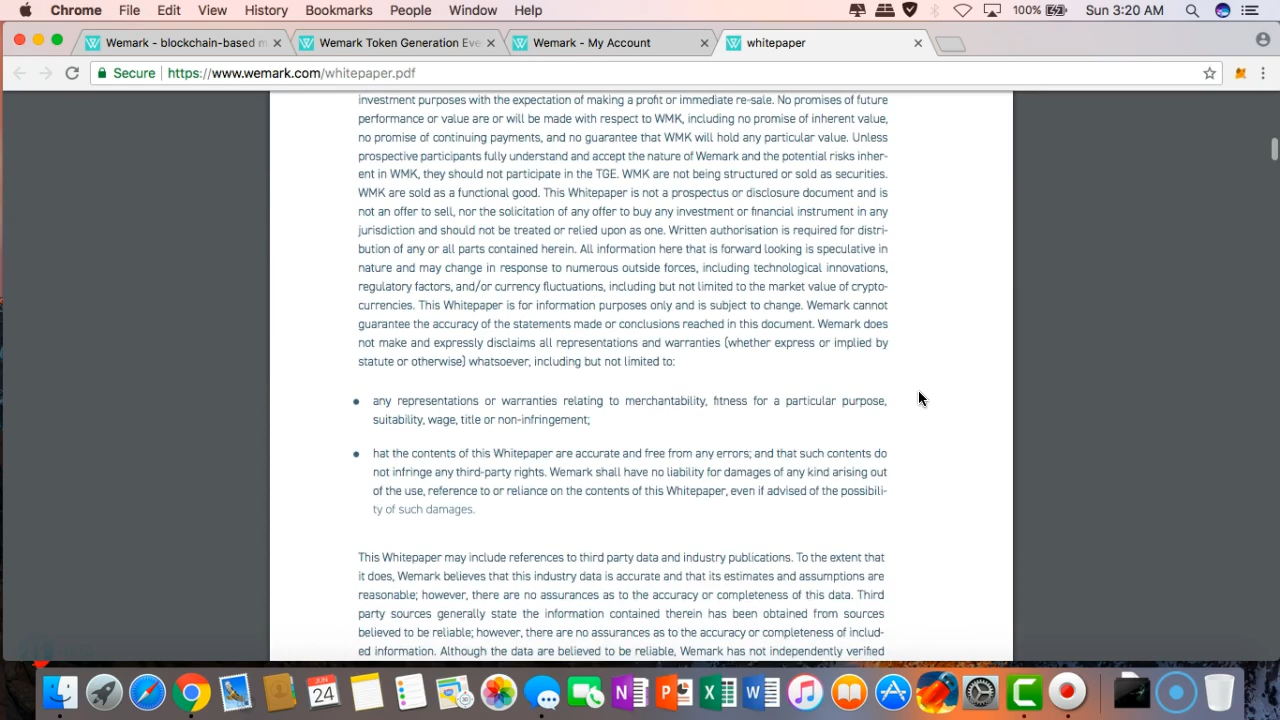 Chrome File Edit View History Bookmarks People Window Help 100% Sun 3:20 AM
Wemark - blockchain-based m
Wemark Token Generation Eve
Wemark - My Account
whitepaper
Secure https://www.wemark.com/whitepaper.pdf
investment purposes with the expectation of making a profit or immediate re-sale. No promises of future
performance or value are or will be made with respect to WMK, including no promise of inherent value,
no promise of continuing payments, and no guarantee that WMK will hold any particular value. Unless
prospective participants fully understand and accept the nature of Wemark and the potential risks inher-
ent in WMK, they should not participate in the TGE. WMK are not being structured or sold as securities.
WMK are sold as a functional good. This Whitepaper is not a prospectus or disclosure document and is
not an offer to sell, nor the solicitation of any offer to buy any investment or financial instrument in any
jurisdiction and should not be treated or relied upon as one. Written authorisation is required for distri-
bution of any or all parts contained herein. All information here that is forward looking is speculative in
nature and may change in response to numerous outside forces, including technological innovations,
regulatory factors, and/or currency fluctuations, including but not limited to the market value of crypto-
currencies. This Whitepaper is for information purposes only and is subject to change. Wemark cannot
guarantee the accuracy of the statements made or conclusions reached in this document. Wemark does
not make and expressly disclaims all representations and warranties (whether express or implied by
statute or otherwise) whatsoever, including but not limited to:
• any representations or warranties relating to merchantability, fitness for a particular purpose,
suitability, wage, title or non-infringement;
• hat the contents of this Whitepaper are accurate and free from any errors; and that such contents do
not infringe any third-party rights. Wemark shall have no liability for damages of any kind arising out
of the use, reference to or reliance on the contents of this Whitepaper, even if advised of the possibili-
ty of such damages.
This Whitepaper may include references to third party data and industry publications. To the extent that
it does, Wemark believes that this industry data is accurate and that its estimates and assumptions are
reasonable; however, there are no assurances as to the accuracy or completeness of this data. Third
party sources generally state the information contained therein has been obtained from sources
believed to be reliable; however, there are no assurances as to the accuracy or completeness of includ-
ed information. Although the data are believed to be reliable, Wemark has not independently verified
JUN
24